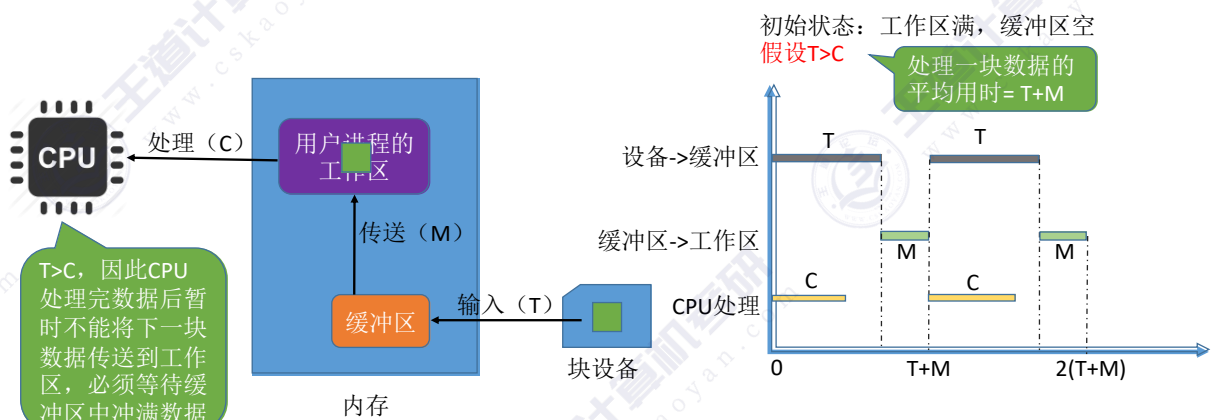 初始状态：工作区满，缓冲区空
假设T>C
处理一块数据的
平均用时= T+M
CPU
处理（C）
用户进程的
工作区
传送（M）
缓冲区
输入（T）
块设备
内存
T>C，因此CPU
处理完数据后暂
时不能将下一块
数据传送到工作
区，必须等待缓
冲区中冲满数据
设备->缓冲区
T
T
缓冲区->工作区
M
M
CPU处理
C
C
0
T+M
2(T+M)